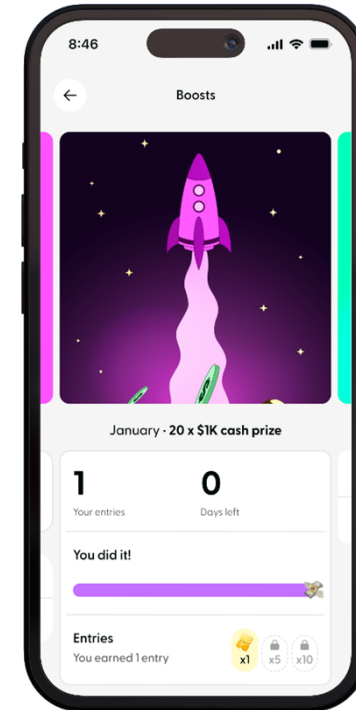 8:46
Boosts
January · 20 x $1K cash prize
1 0
Your entries Days left
You did it!
Entries
You earned 1 entry
x1 x5 x10